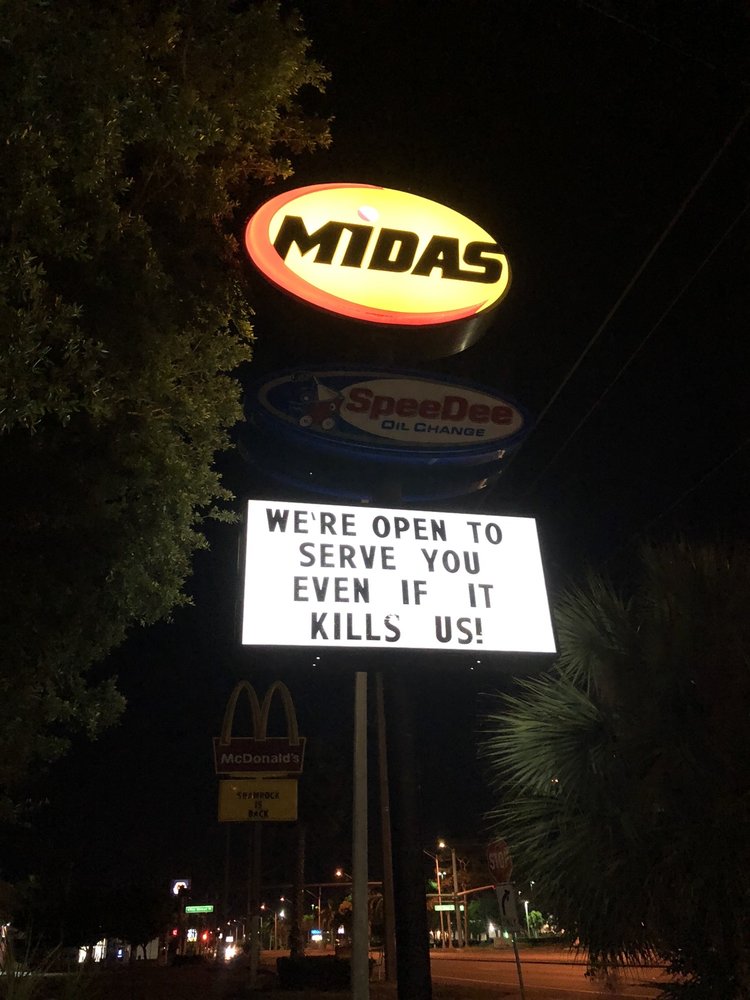 MIDAS
SpeeDee
OIL CHANGE
WE'RE OPEN TO
SERVE YOU
EVEN IF IT
KILLS US!
McDonald's
SHAMROCK
IS
BACK
STOP